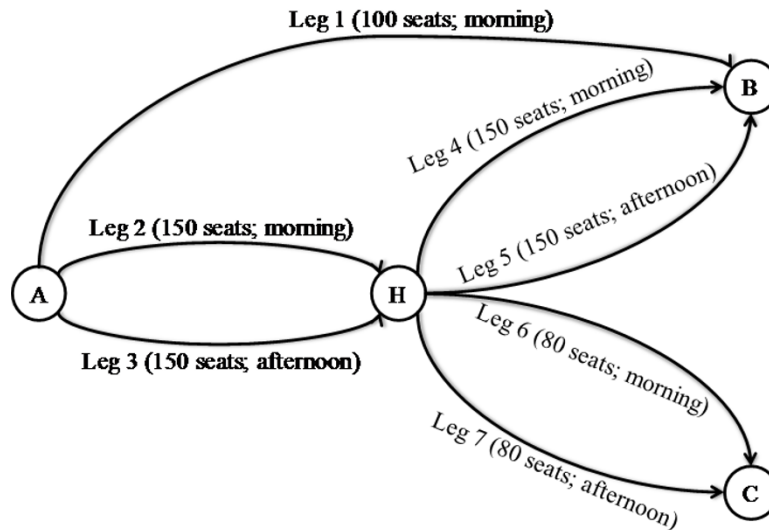 Leg 1 (100 seats; morning)
B
Leg 4 (150 seats; morning)
Leg 2 (150 seats; morning)
Leg 5 (150 seats; afternoon)
A
H
Leg 3 (150 seats; afternoon)
Leg 6 (80 seats; morning)
Leg 7 (80 seats; afternoon)
C